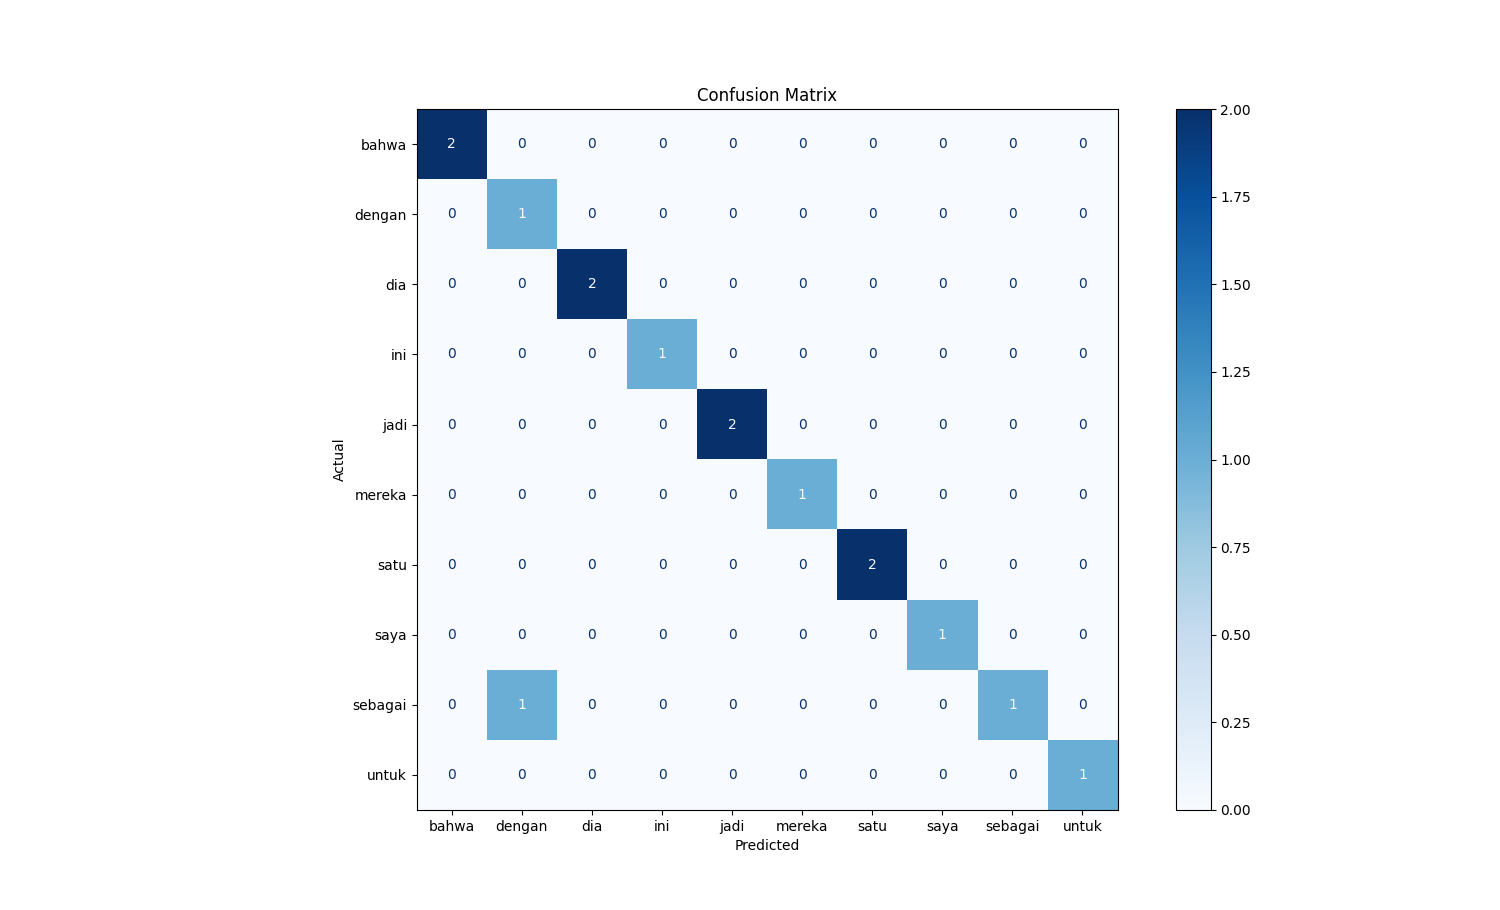 Confusion Matrix
bahwa 2 0 0 0 0 0 0 0 0 0 2.00
dengan 0 1 0 0 0 0 0 0 0 0 1.75
dia 0 0 2 0 0 0 0 0 0 0 1.50
ini 0 0 0 1 0 0 0 0 0 0 1.25
jadi 0 0 0 0 2 0 0 0 0 0
Actual 1.00
mereka 0 0 0 0 0 1 0 0 0 0
satu 0 0 0 0 0 0 2 0 0 0 0.75
saya 0 0 0 0 0 0 0 1 0 0 0.50
sebagai 0 1 0 0 0 0 0 0 1 0 0.25
untuk 0 0 0 0 0 0 0 0 0 1 0.00
bahwa dengan dia ini jadi mereka satu saya sebagai untuk
Predicted